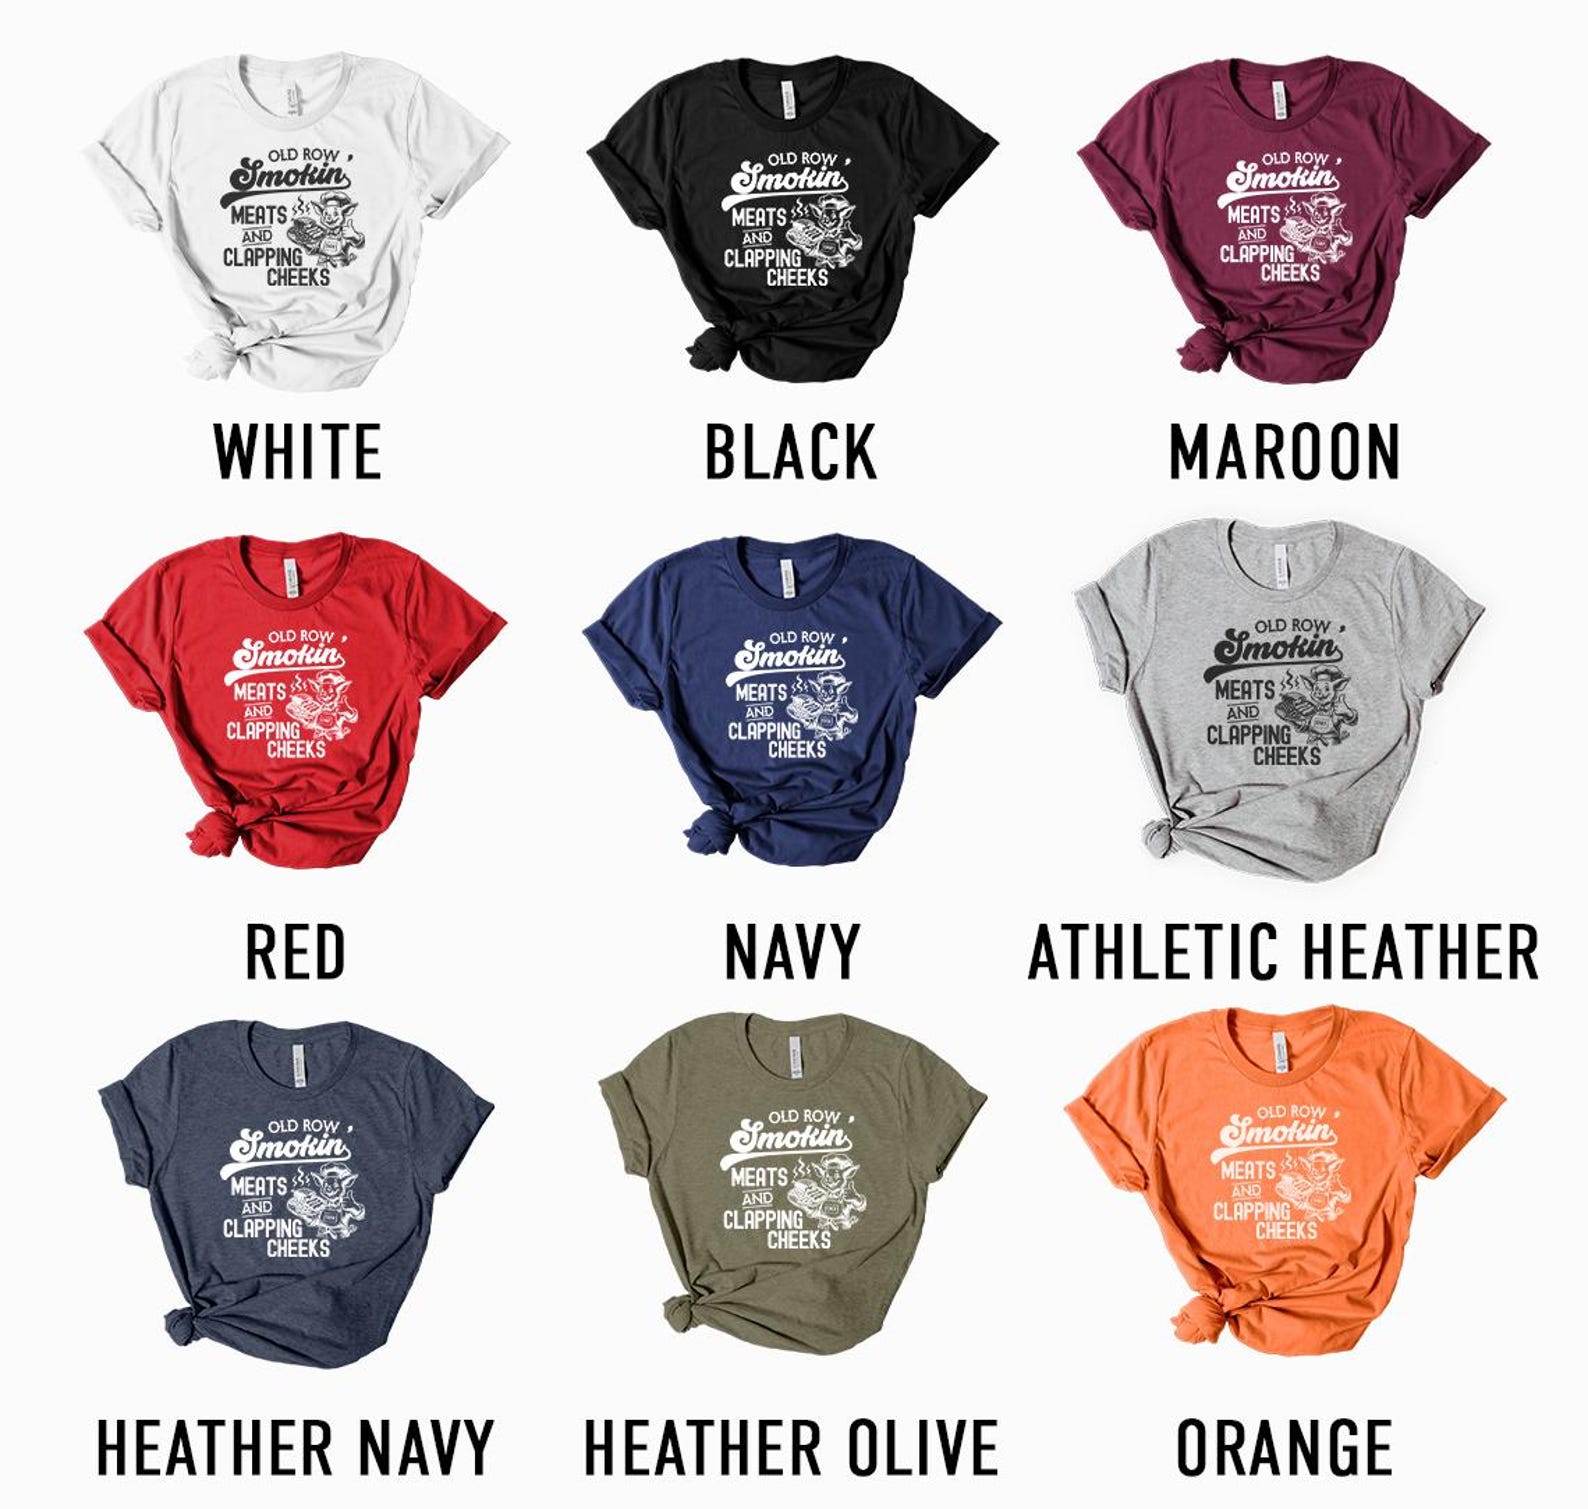 OLD ROW
Smokin'
MEATS
AND
CLAPPING
CHEEKS
WHITE
OLD ROW
Smokin'
MEATS
AND
CLAPPING
CHEEKS
BLACK
OLD ROW
Smokin'
MEATS
AND
CLAPPING
CHEEKS
MAROON
OLD ROW
Smokin'
MEATS
AND
CLAPPING
CHEEKS
RED
OLD ROW
Smokin'
MEATS
AND
CLAPPING
CHEEKS
NAVY
OLD ROW
Smokin'
MEATS
AND
CLAPPING
CHEEKS
ATHLETIC HEATHER
OLD ROW
Smokin'
MEATS
AND
CLAPPING
CHEEKS
HEATHER NAVY
OLD ROW
Smokin'
MEATS
AND
CLAPPING
CHEEKS
HEATHER OLIVE
OLD ROW
Smokin'
MEATS
AND
CLAPPING
CHEEKS
ORANGE